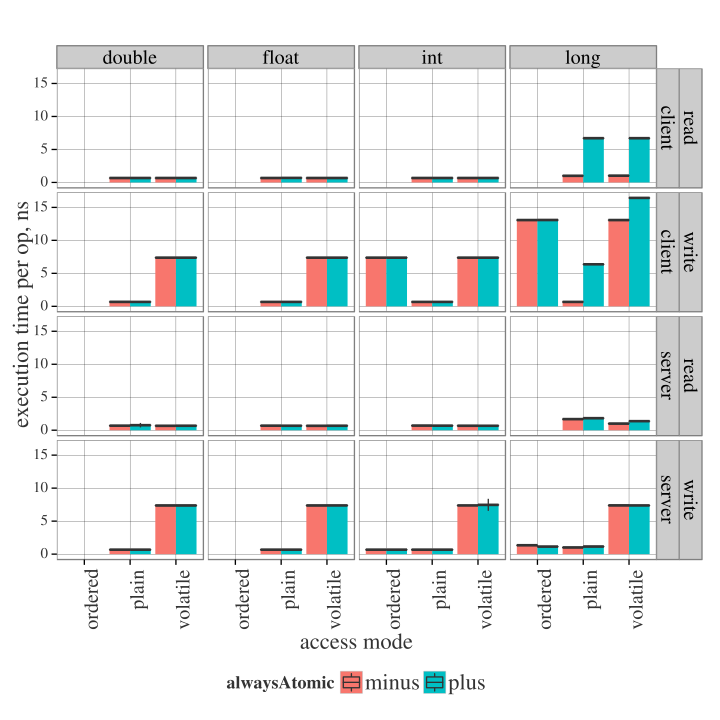 double float int long
15
10
5
0
read
client
15
10
5
0
write
client
15
10
5
0
read
server
15
10
5
0
write
server
execution time per op, ns
ordered plain volatile ordered plain volatile ordered plain volatile ordered plain volatile
access mode
alwaysAtomic minus plus